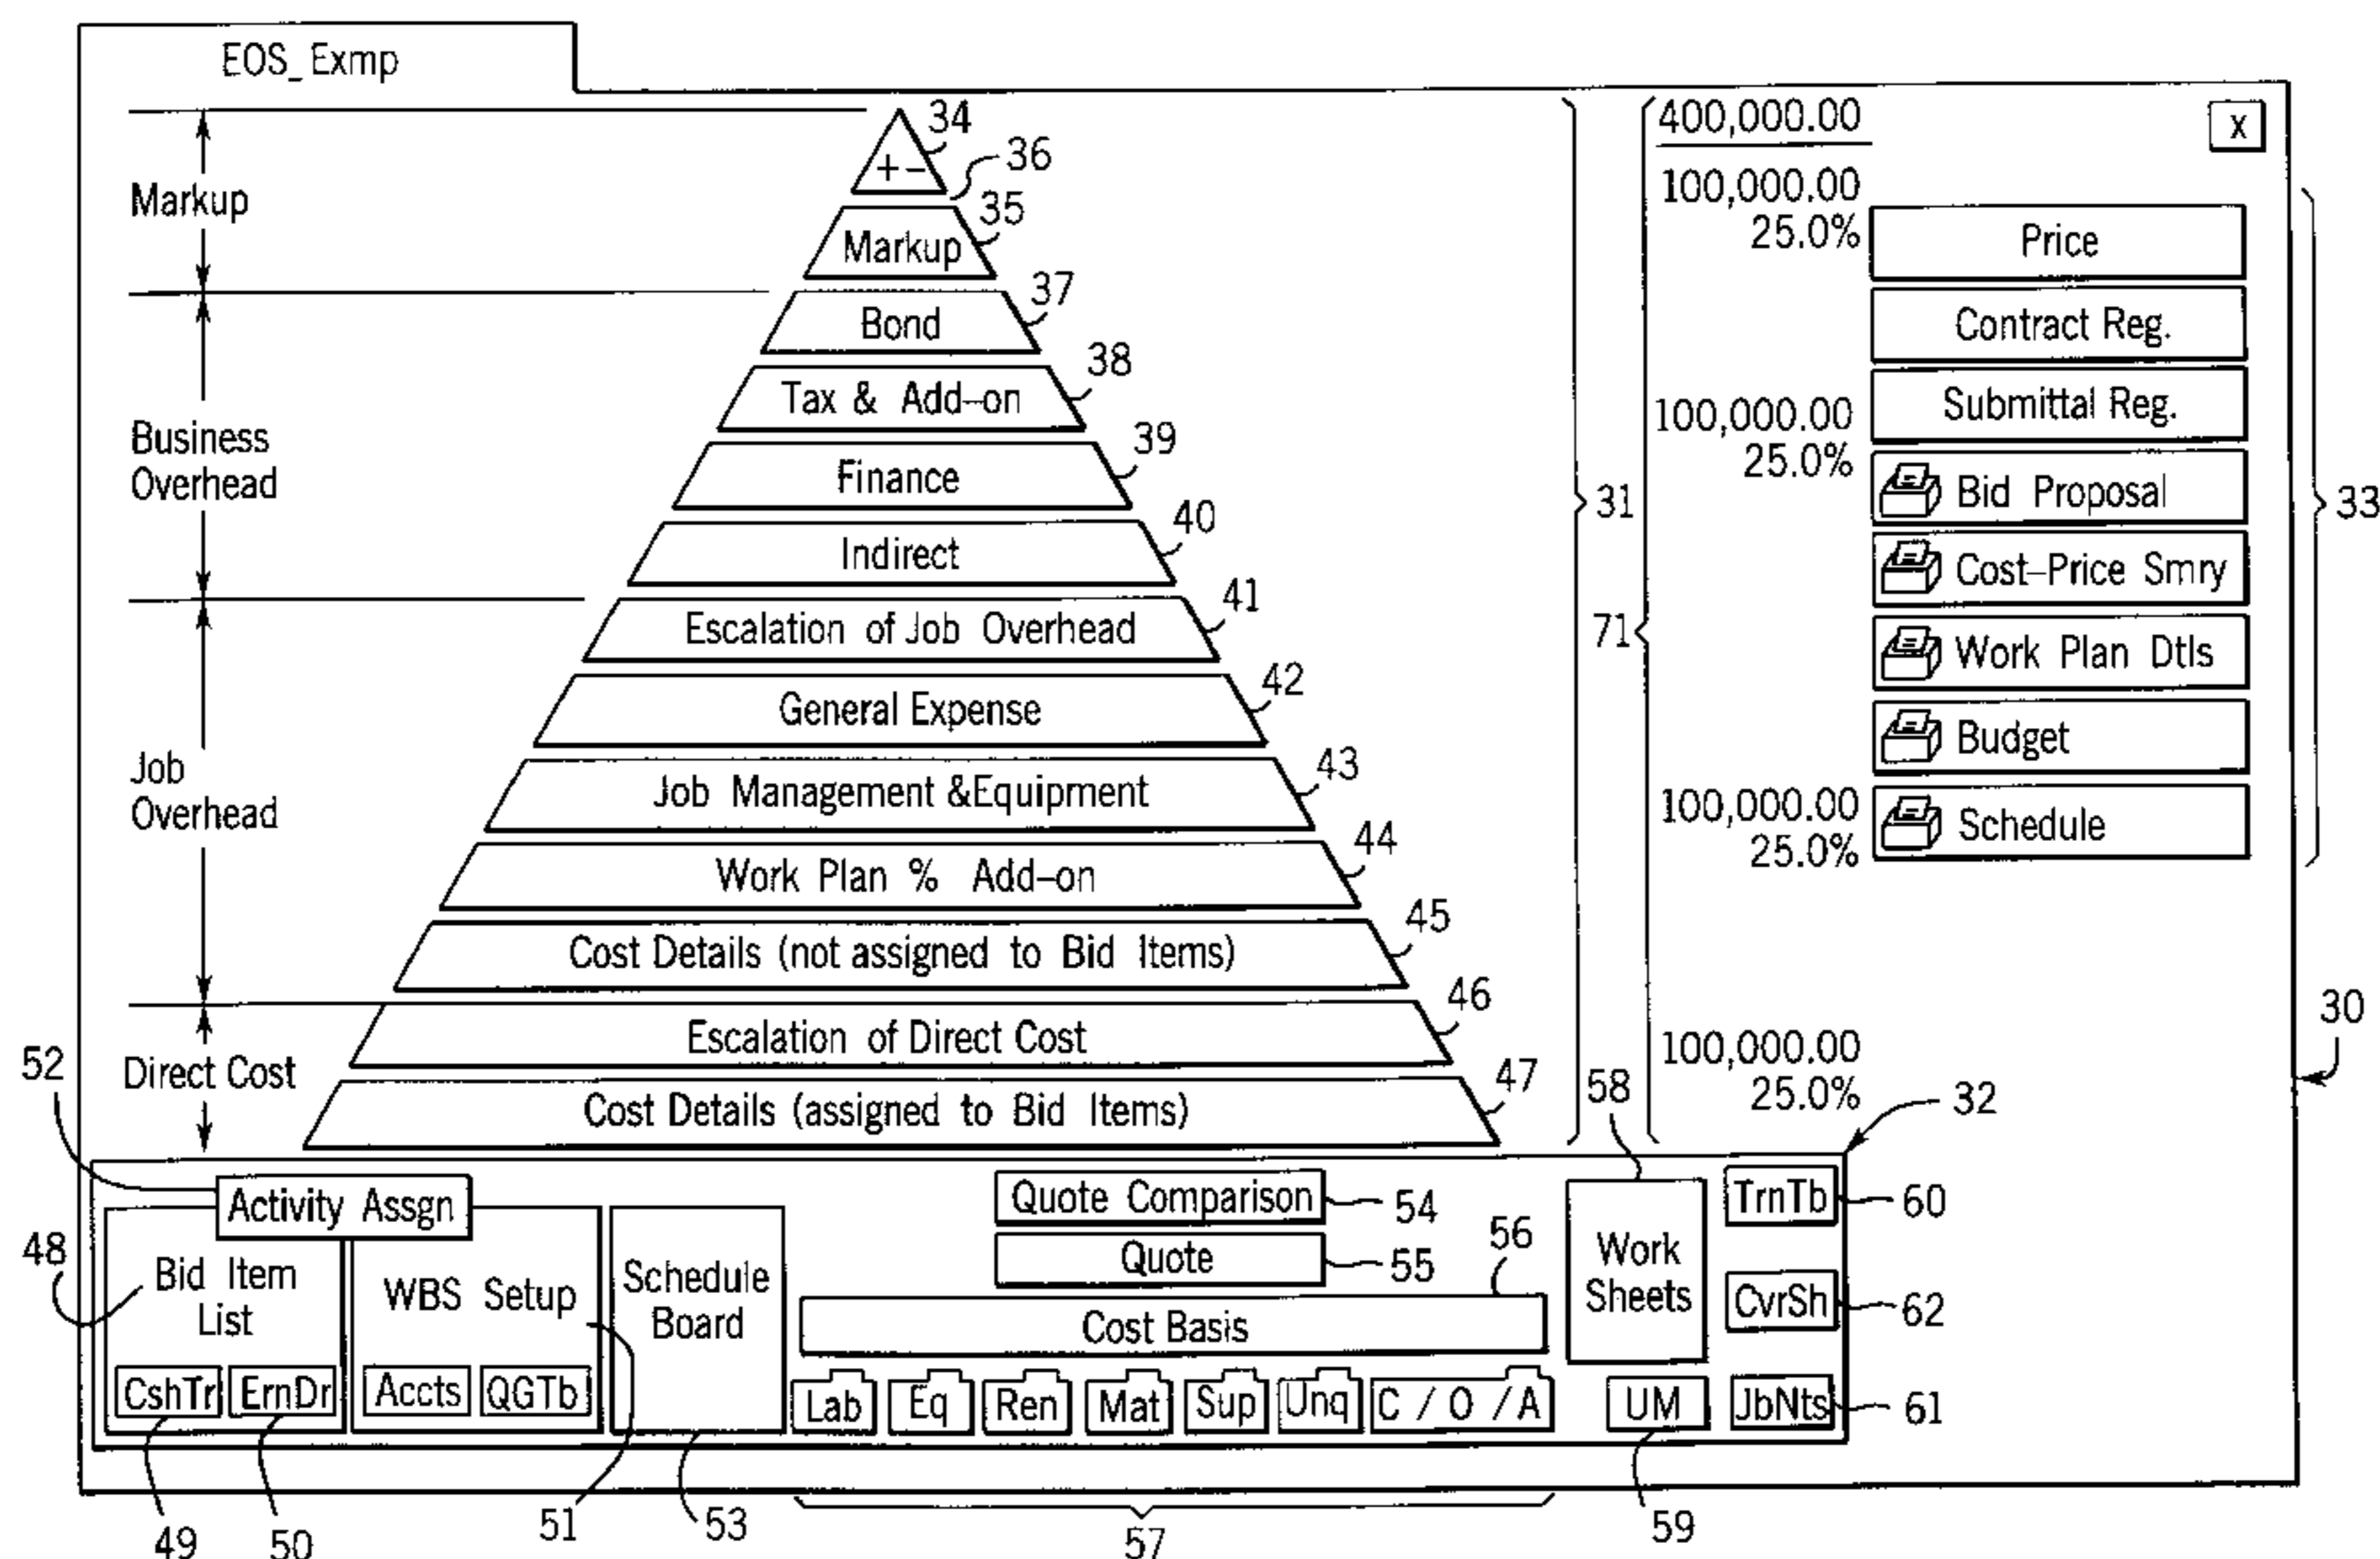 EOS_Exmp
34
36
35
+-
Markup
Markup
37
Bond
38
Tax & Add-on
39
Business
Overhead
Finance
40
Indirect
41
Escalation of Job Overhead
42
General Expense
43
Job
Overhead
Job Management &Equipment
44
Work Plan % Add-on
45
Cost Details (not assigned to Bid Items)
46
Escalation of Direct Cost
47
Direct Cost
Cost Details (assigned to Bid Items)
31
71
400,000.00
100,000.00
25.0%
100,000.00
25.0%
100,000.00
25.0%
100,000.00
25.0%
X
Price
Contract Reg.
Submittal Reg.
Bid Proposal
Cost-Price Smry
Work Plan Dtls
Budget
Schedule
33
30
32
52
Activity Assgn
48
Bid Item
List
CshTr
ErnDr
WBS Setup
Accts
QGTb
Schedule
Board
Quote Comparison
54
Quote
55
56
Cost Basis
Lab
Eq
Ren
Mat
Sup
Unq
C / O / A
58
Work
Sheets
UM
TrnTb
60
CvrSh
62
JbNts
61
49
50
51
53
57
59